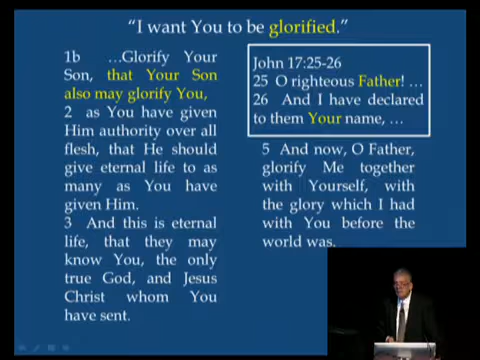 “I want You to be glorified.”
1b …Glorify Your
Son, that Your Son
also may glorify You,
2 as You have given
Him authority over all
flesh, that He should
give eternal life to as
many as You have
given Him.
3 And this is eternal
life, that they may
know You, the only
true God, and Jesus
Christ whom You
have sent.
John 17:25-26
25 O righteous Father! …
26 And I have declared
to them Your name, …
5 And now, O Father,
glorify Me together
with Yourself, with
the glory which I had
with You before the
world was.